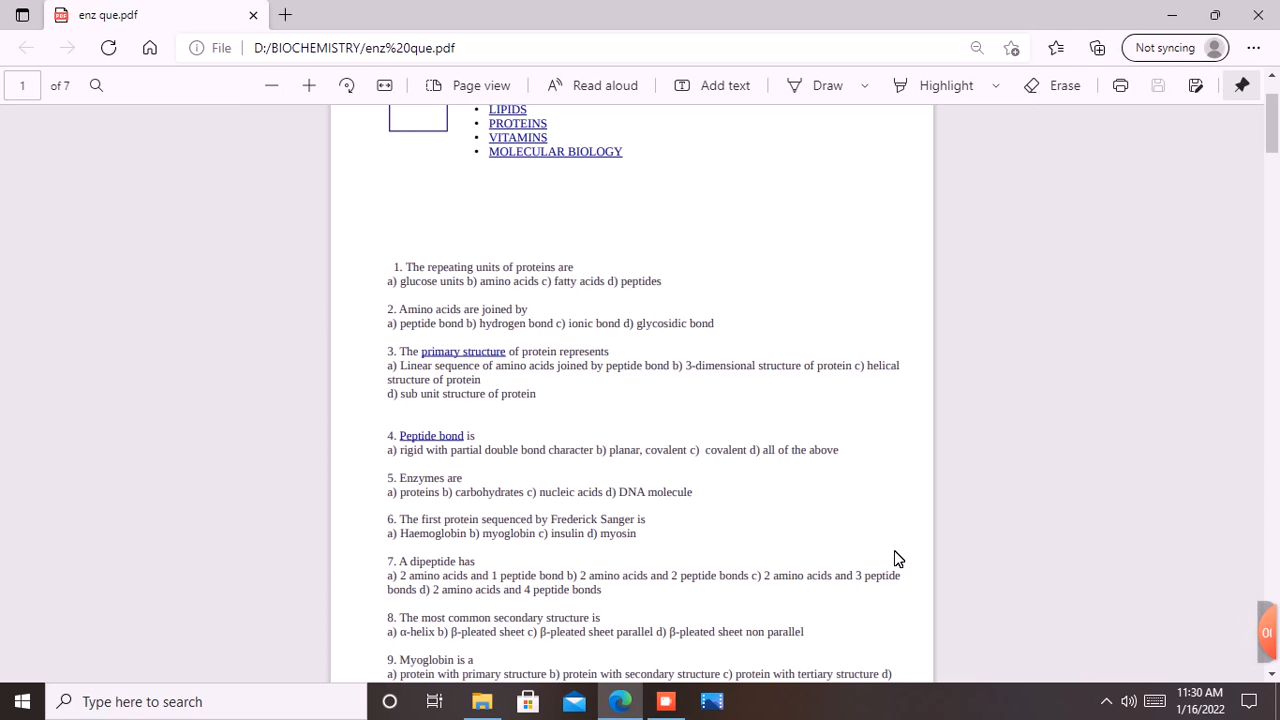 enz que.pdf
File D:/BIOCHEMISTRY/enz%20que.pdf Not syncing
1 of 7 Page view Read aloud Add text Draw Highlight Erase
• LIPIDS
• PROTEINS
• VITAMINS
• MOLECULAR BIOLOGY
1. The repeating units of proteins are
a) glucose units b) amino acids c) fatty acids d) peptides
2. Amino acids are joined by
a) peptide bond b) hydrogen bond c) ionic bond d) glycosidic bond
3. The primary structure of protein represents
a) Linear sequence of amino acids joined by peptide bond b) 3-dimensional structure of protein c) helical
structure of protein
d) sub unit structure of protein
4. Peptide bond is
a) rigid with partial double bond character b) planar, covalent c)  covalent d) all of the above
5. Enzymes are
a) proteins b) carbohydrates c) nucleic acids d) DNA molecule
6. The first protein sequenced by Frederick Sanger is
a) Haemoglobin b) myoglobin c) insulin d) myosin
7. A dipeptide has
a) 2 amino acids and 1 peptide bond b) 2 amino acids and 2 peptide bonds c) 2 amino acids and 3 peptide
bonds d) 2 amino acids and 4 peptide bonds
8. The most common secondary structure is
a) α-helix b) β-pleated sheet c) β-pleated sheet parallel d) β-pleated sheet non parallel
9. Myoglobin is a
a) protein with primary structure b) protein with secondary structure c) protein with tertiary structure d)
Type here to search
11:30 AM
1/16/2022